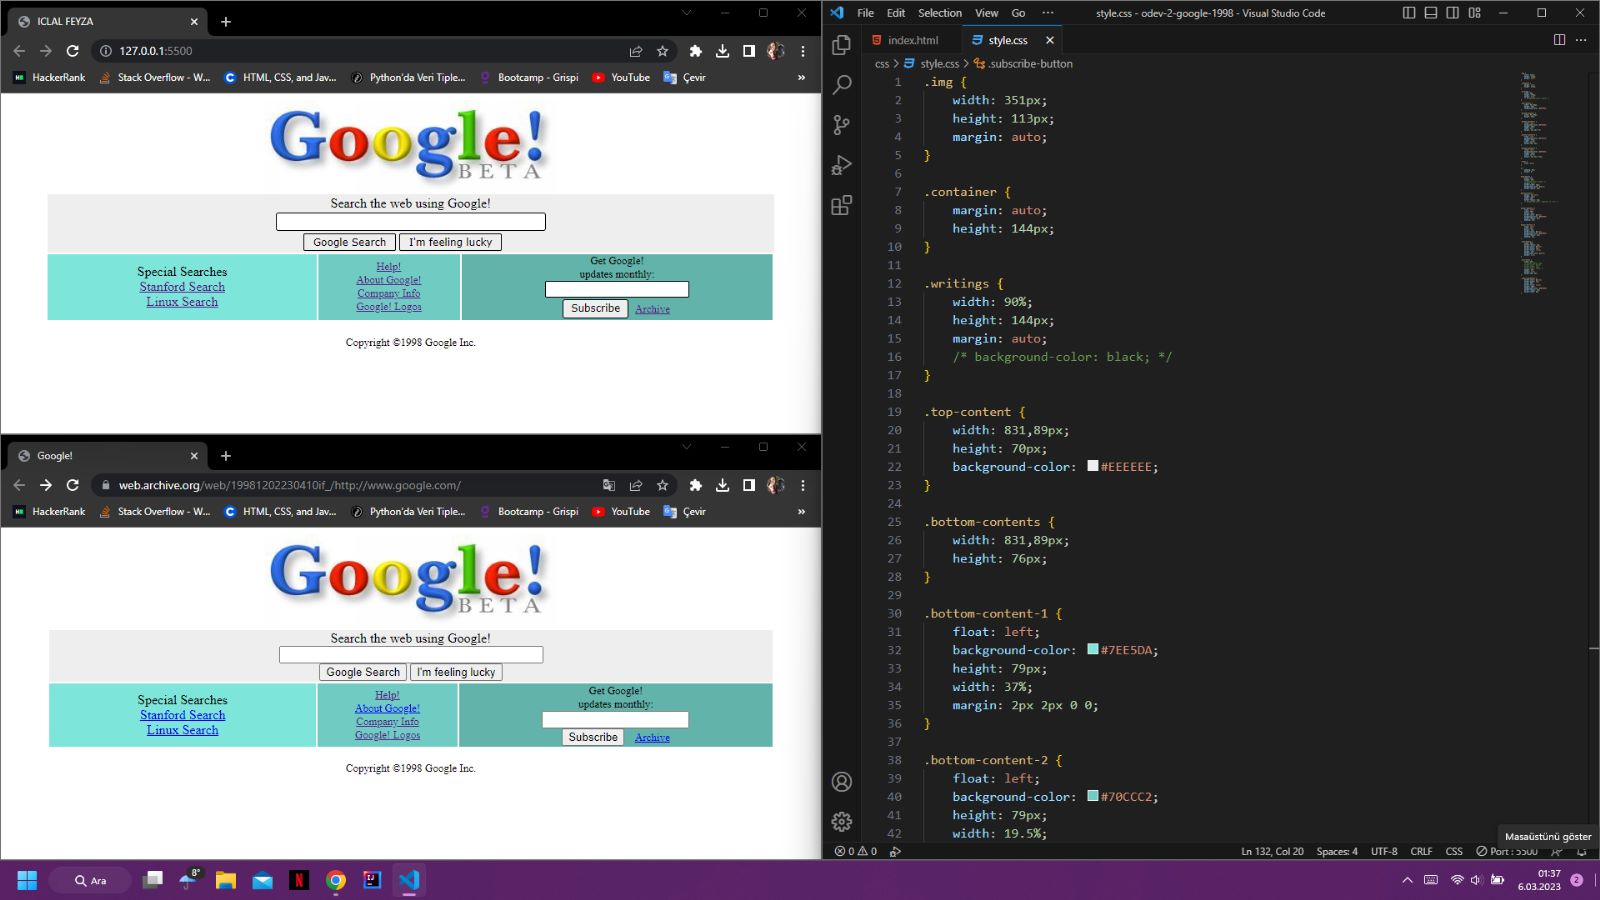 ICLAL FEYZA
127.0.0.1:5500
HackerRank
Stack Overflow - W...
HTML, CSS, and Jav...
Python'da Veri Tiple...
Bootcamp - Grispi
YouTube
Çevir
»
Google!
BETA
Search the web using Google!
Google Search
I'm feeling lucky
Special Searches
Stanford Search
Linux Search
Help!
About Google!
Company Info
Google! Logos
Get Google!
updates monthly:
Subscribe
Archive
Copyright ©1998 Google Inc.
Google!
web.archive.org/web/19981202230410if_/http://www.google.com/
HackerRank
Stack Overflow - W...
HTML, CSS, and Jav...
Python'da Veri Tiple...
Bootcamp - Grispi
YouTube
Çevir
»
Google!
BETA
Search the web using Google!
Google Search
I'm feeling lucky
Special Searches
Stanford Search
Linux Search
Help!
About Google!
Company Info
Google! Logos
Get Google!
updates monthly:
Subscribe
Archive
Copyright ©1998 Google Inc.
File Edit Selection View Go ···
style.css - odev-2-google-1998 - Visual Studio Code
index.html
style.css
css > style.css > .subscribe-button
1 .img {
2 width: 351px;
3 height: 113px;
4 margin: auto;
5 }
6
7 .container {
8 margin: auto;
9 height: 144px;
10 }
11
12 .writings {
13 width: 90%;
14 height: 144px;
15 margin: auto;
16 /* background-color: black; */
17 }
18
19 .top-content {
20 width: 831,89px;
21 height: 70px;
22 background-color: #EEEEEE;
23 }
24
25 .bottom-contents {
26 width: 831,89px;
27 height: 76px;
28 }
29
30 .bottom-content-1 {
31 float: left;
32 background-color: #7EE5DA;
33 height: 79px;
34 width: 37%;
35 margin: 2px 2px 0 0;
36 }
37
38 .bottom-content-2 {
39 float: left;
40 background-color: #70CCC2;
41 height: 79px;
42 width: 19.5%;
Masaüstünü göster
0 0
Ln 132, Col 20
Spaces: 4
UTF-8
CRLF
CSS
Port : 5500
8°
Ara
01:37
6.03.2023
2